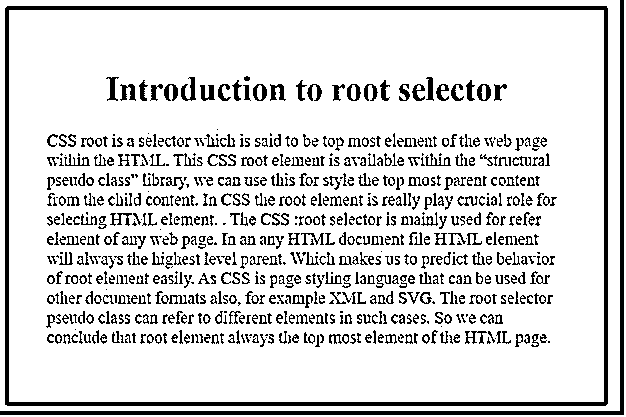 Introduction to root selector
CSS root is a selector which is said to be top most element of the web page
within the HTML. This CSS root element is available within the “structural
pseudo class” library, we can use this for style the top most parent content
from the child content. In CSS the root element is really play crucial role for
selecting HTML element. . The CSS :root selector is mainly used for refer
element of any web page. In an any HTML document file HTML element
will always the highest level parent. Which makes us to predict the behavior
of root element easily. As CSS is page styling language that can be used for
other document formats also, for example XML and SVG. The root selector
pseudo class can refer to different elements in such cases. So we can
conclude that root element always the top most element of the HTML page.